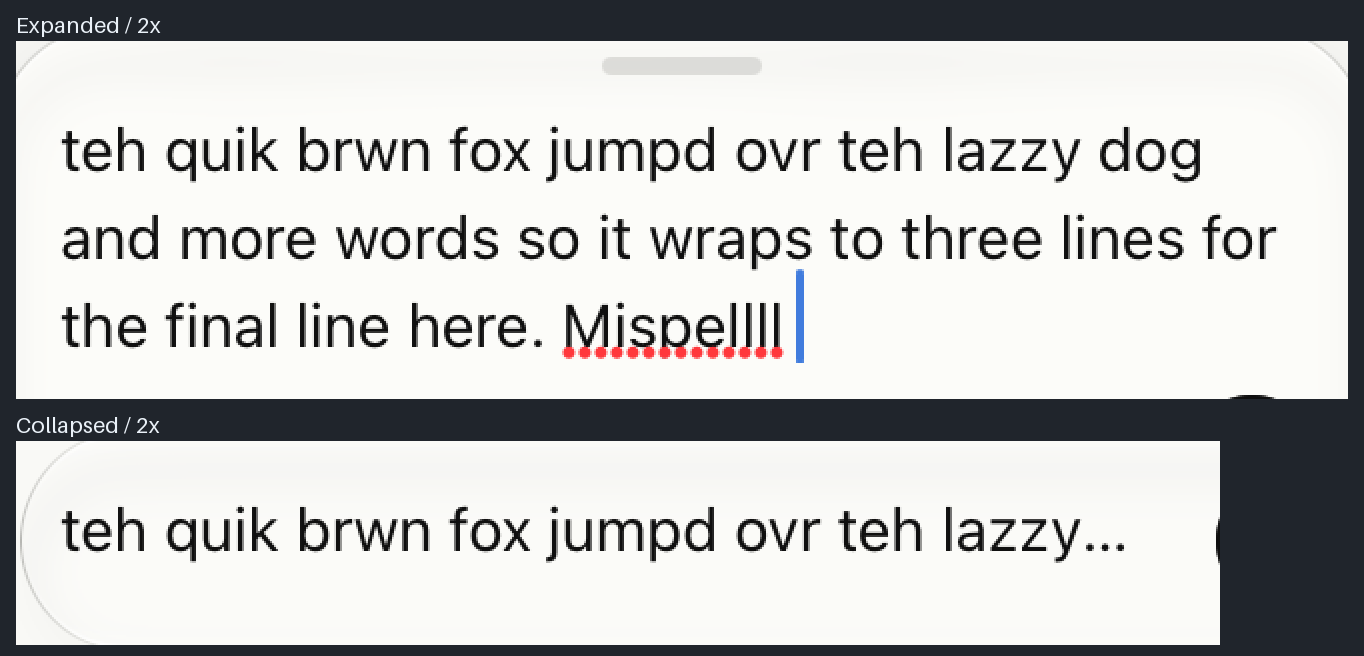 Expanded / 2x
teh quik brwn fox jumpd ovr teh lazzy dog
and more words so it wraps to three lines for
the final line here. Mispellll
Collapsed / 2x
teh quik brwn fox jumpd ovr teh lazzy...